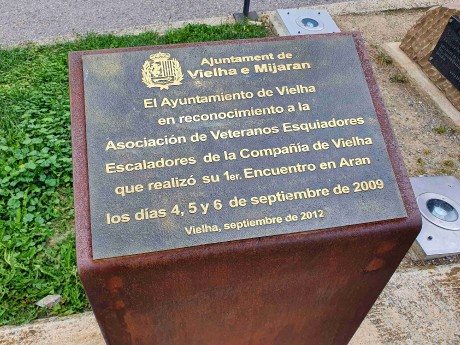 Ajuntament de
Vielha e Mijaran
El Ayuntamiento de Vielha
en reconocimiento a la
Asociación de Veteranos Esquiadores
Escaladores de la Compañía de Vielha
que realizó su 1er. Encuentro en Aran
los días 4, 5 y 6 de septiembre de 2009
Vielha, septiembre de 2012